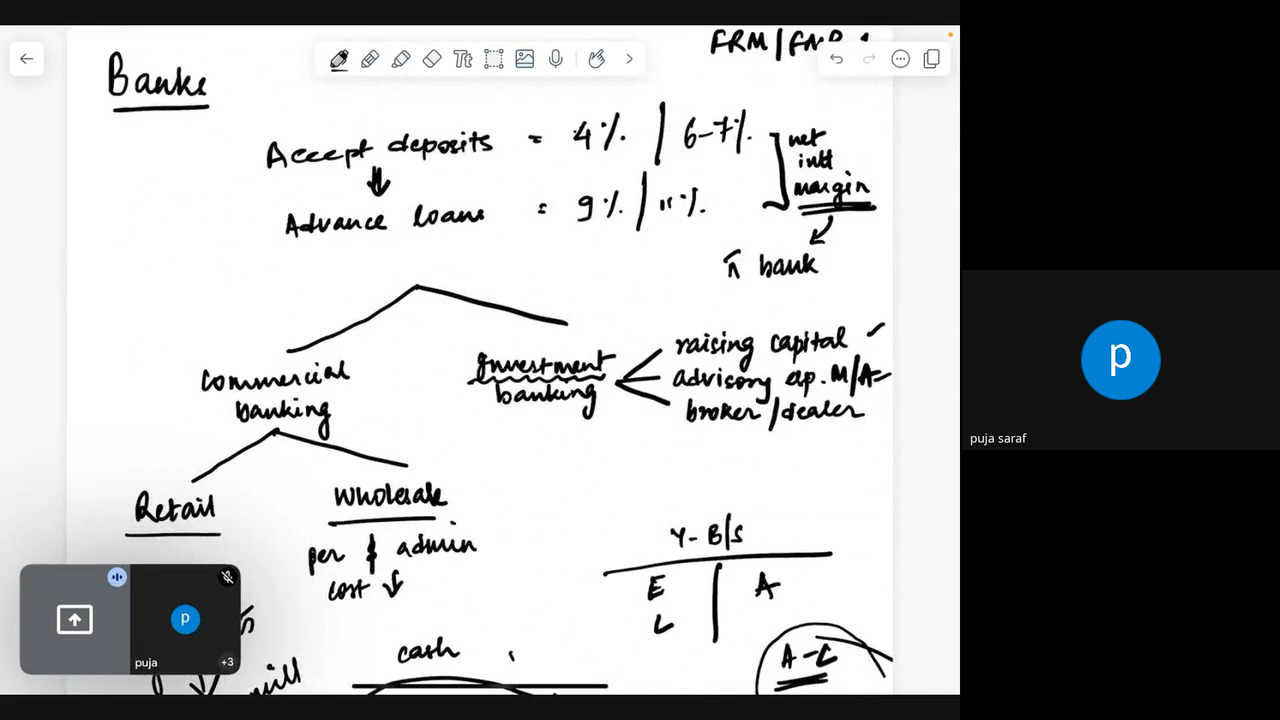 FRM/FMP 1
Banks
Accept deposits = 4% | 6-7%
net
intt
margin
Advance loans = 9% | 11%
π bank
Commercial
banking
Investment
banking
raising capital
advisory M/A
broker/dealer
Retail
Wholesale
per $ admin
cost ↓
Y- B/S
E
A
L
A-L
cash
Tt
p
puja saraf
p
puja
+3